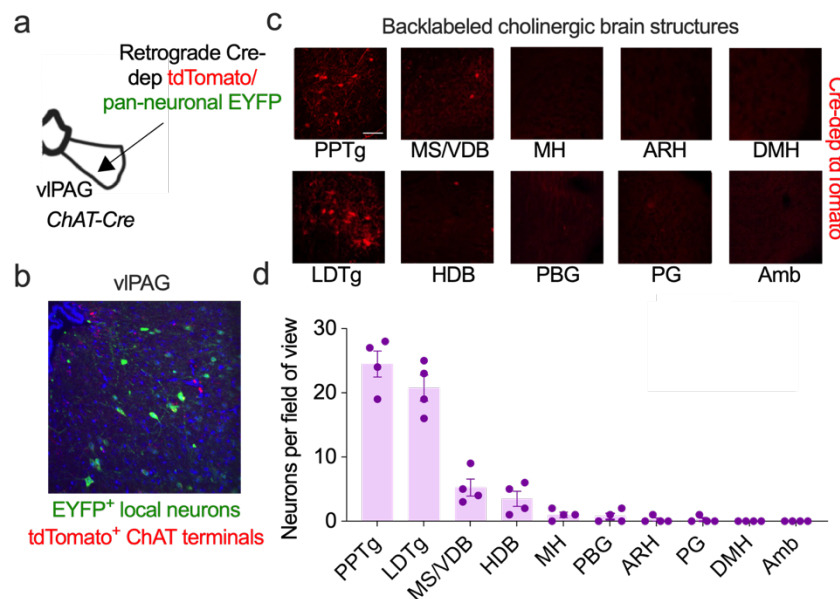 a
Retrograde Cre-
dep tdTomato/
pan-neuronal EYFP
vlPAG
ChAT-Cre
b
vlPAG
EYFP⁺ local neurons
tdTomato⁺ ChAT terminals
c
Backlabeled cholinergic brain structures
PPTg MS/VDB MH ARH DMH
LDTg HDB PBG PG Amb
Cre-dep tdTomato
d
Neurons per field of view
30
20
10
0
PPTg LDTg MS/VDB HDB MH PBG ARH PG DMH Amb